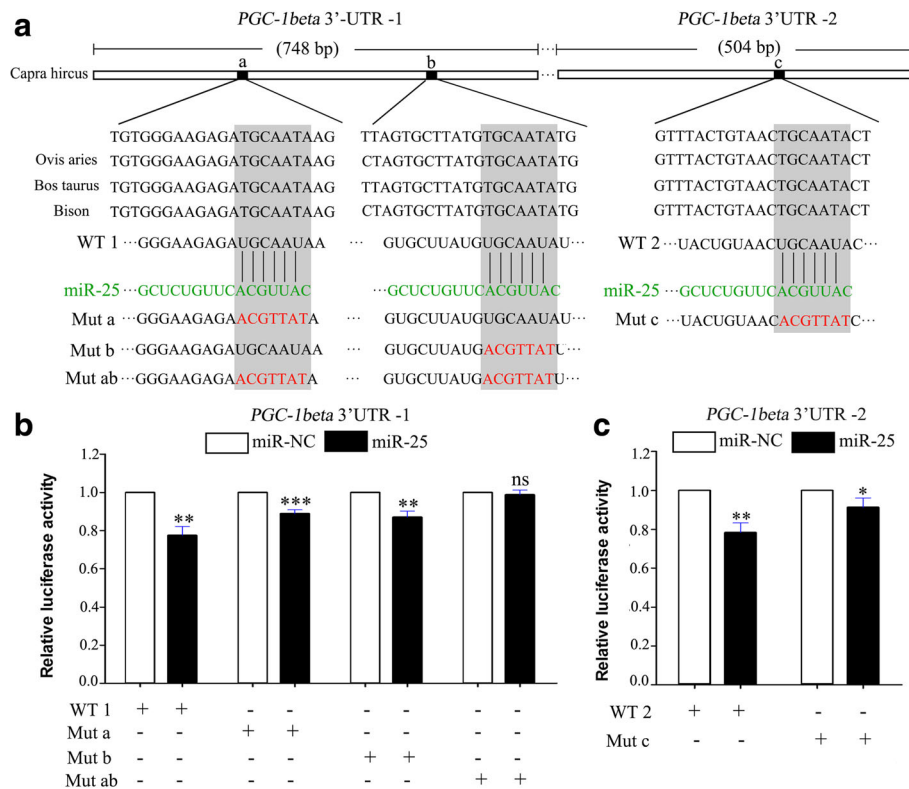 a
PGC-1beta 3'-UTR -1
PGC-1beta 3'UTR -2
(748 bp)
(504 bp)
a
b
c
Capra hircus
TGTGGGAAGAGATGCAATAAG TTAGTGCTTATGTGCAATATG GTTTACTGTAACTGCAATACT
Ovis aries TGTGGGAAGAGATGCAATAAG CTAGTGCTTATGTGCAATATG GTTTACTGTAACTGCAATACT
Bos taurus TGTGGGAAGAGATGCAATAAG TTAGTGCTTATGTGCAATATG GTTTACTGTAACTGCAATACT
Bison TGTGGGAAGAGATGCAATAAG CTAGTGCTTATGTGCAATATG GTTTACTGTAACTGCAATACT
WT 1 ···GGGAAGAGAUGCAAUAA ··· GUGCUUAUGUGCAAUAU··· WT 2 ···UACUGUAACUGCAAUAC···
miR-25 ···GCUCUGUUCACGUUAC GCUCUGUUCACGUUAC miR-25 ···GCUCUGUUCACGUUAC
Mut a ···GGGAAGAGAACGTTATA ··· GUGCUUAUGUGCAAUAU··· Mut c ···UACUGUAACACGTTATC···
Mut b ···GGGAAGAGAUGCAAUAA ··· GUGCUUAUGACGTTATU···
Mut ab ···GGGAAGAGAACGTTATA ··· GUGCUUAUGACGTTATU···
b
PGC-1beta 3'UTR -1
miR-NC miR-25
Relative luciferase activity
1.2
1.0
0.8
0.6
0.4
0.2
0.0
** *** ** ns
WT 1 + + - - - - - -
Mut a - - + + - - - -
Mut b - - - - + + - -
Mut ab - - - - - - + +
c
PGC-1beta 3'UTR -2
miR-NC miR-25
Relative luciferase activity
1.2
1.0
0.8
0.6
0.4
0.2
0.0
** *
WT 2 + + - -
Mut c - - + +